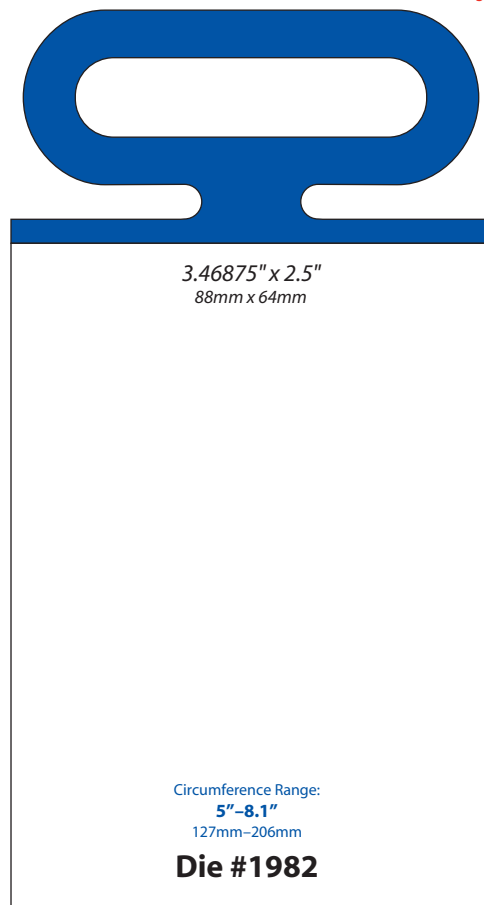 3.46875" x 2.5"
88mm x 64mm
Circumference Range:
5”–8.1”
127mm–206mm
Die #1982